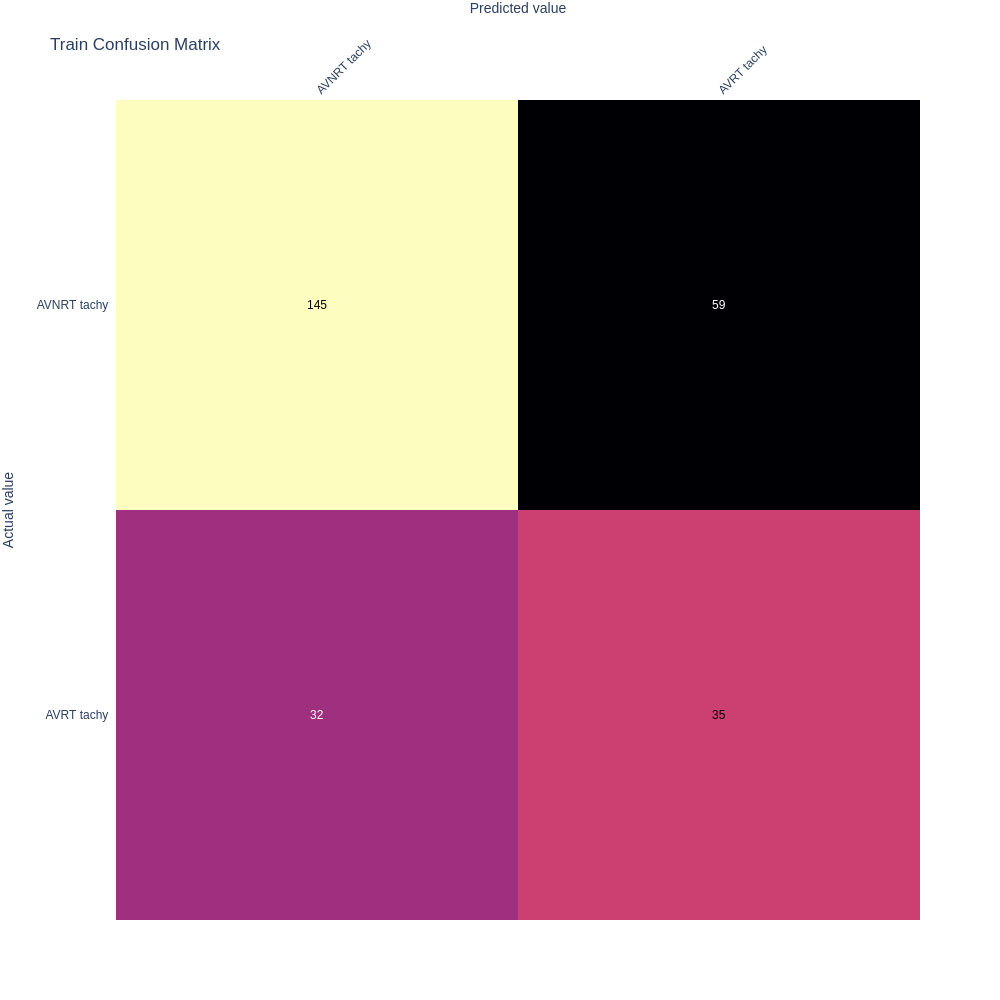 Predicted value
Train Confusion Matrix
AVNRT tachy
AVRT tachy
AVNRT tachy
145
59
Actual value
AVRT tachy
32
35